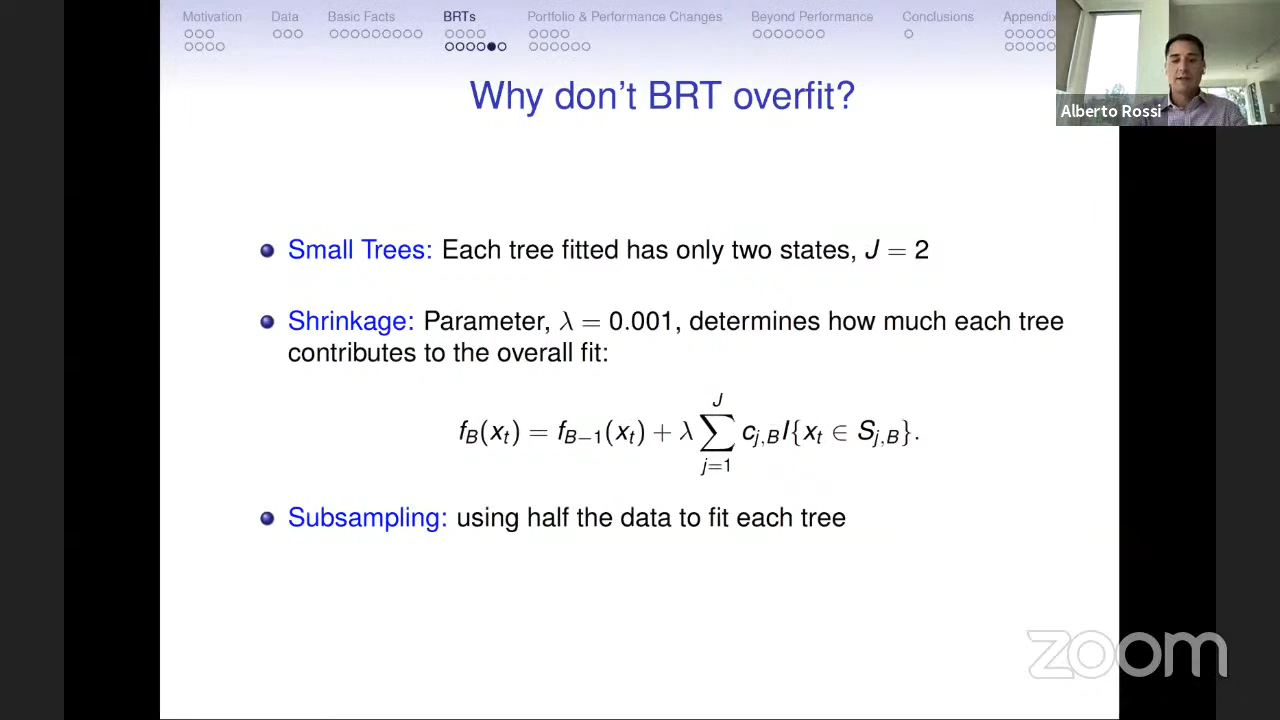 Motivation Data Basic Facts BRTs Portfolio & Performance Changes Beyond Performance Conclusions Appendix
Alberto Rossi
Why don't BRT overfit?
Small Trees: Each tree fitted has only two states, J = 2
Shrinkage: Parameter, λ = 0.001, determines how much each tree
contributes to the overall fit:
f_B(x_t) = f_{B−1}(x_t) + λ ∑_{j=1}^{J} c_{j,B} I{x_t ∈ S_{j,B}}.
Subsampling: using half the data to fit each tree
zoom